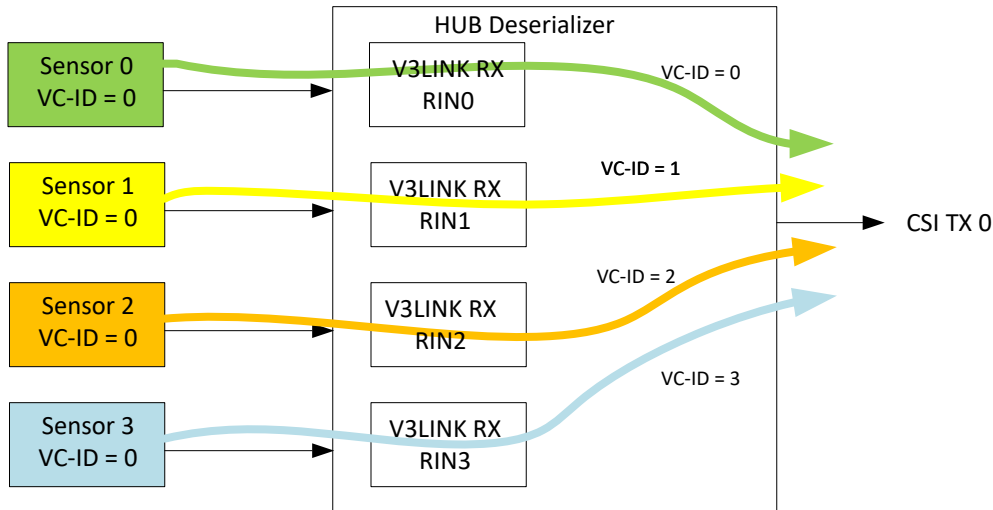 HUB Deserializer
Sensor 0
VC-ID = 0
V3LINK RX
RIN0
VC-ID = 0
Sensor 1
VC-ID = 0
V3LINK RX
RIN1
VC-ID = 1
CSI TX 0
Sensor 2
VC-ID = 0
V3LINK RX
RIN2
VC-ID = 2
Sensor 3
VC-ID = 0
V3LINK RX
RIN3
VC-ID = 3